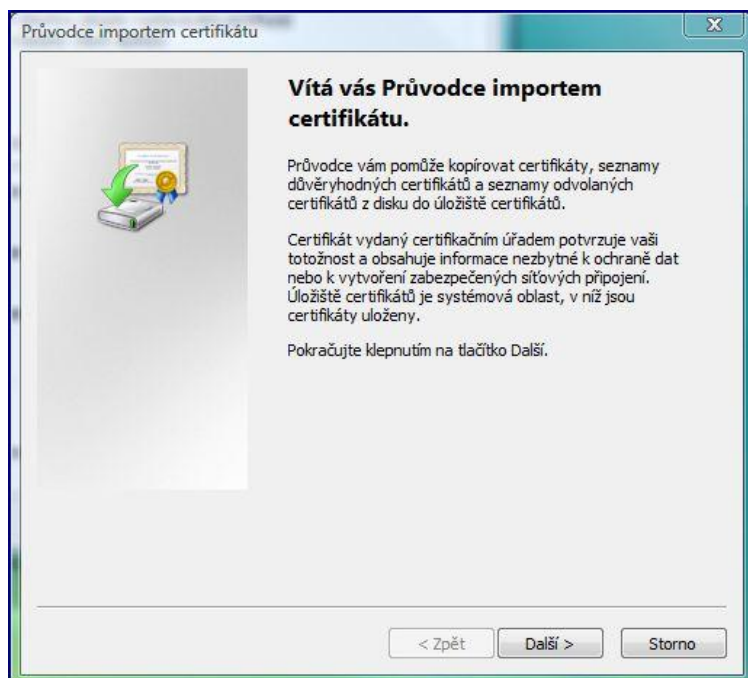 Průvodce importem certifikátu
Vítá vás Průvodce importem
certifikátu.
Průvodce vám pomůže kopírovat certifikáty, seznamy
důvěryhodných certifikátů a seznamy odvolaných
certifikátů z disku do úložiště certifikátů.
Certifikát vydaný certifikačním úřadem potvrzuje vaši
totožnost a obsahuje informace nezbytné k ochraně dat
nebo k vytvoření zabezpečených síťových připojení.
Úložiště certifikátů je systémová oblast, v níž jsou
certifikáty uloženy.
Pokračujte klepnutím na tlačítko Další.
< Zpět
Další >
Storno